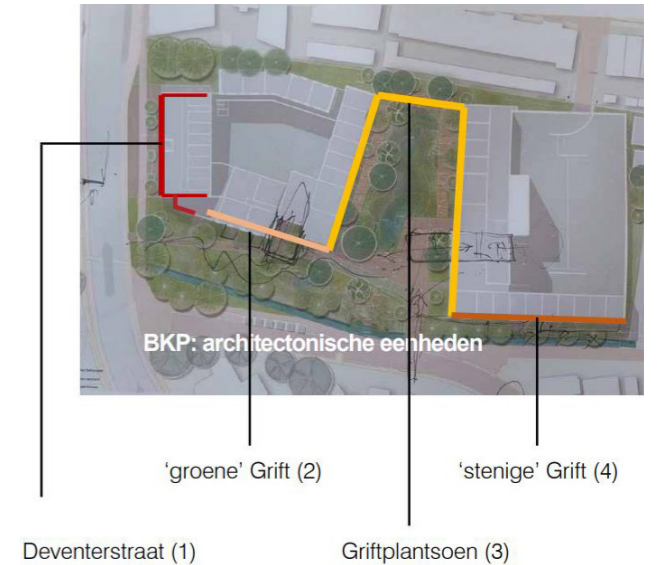 BKP: architectonische eenheden
‘groene’ Grift (2)
‘stenige’ Grift (4)
Deventerstraat (1)
Griftplantsoen (3)